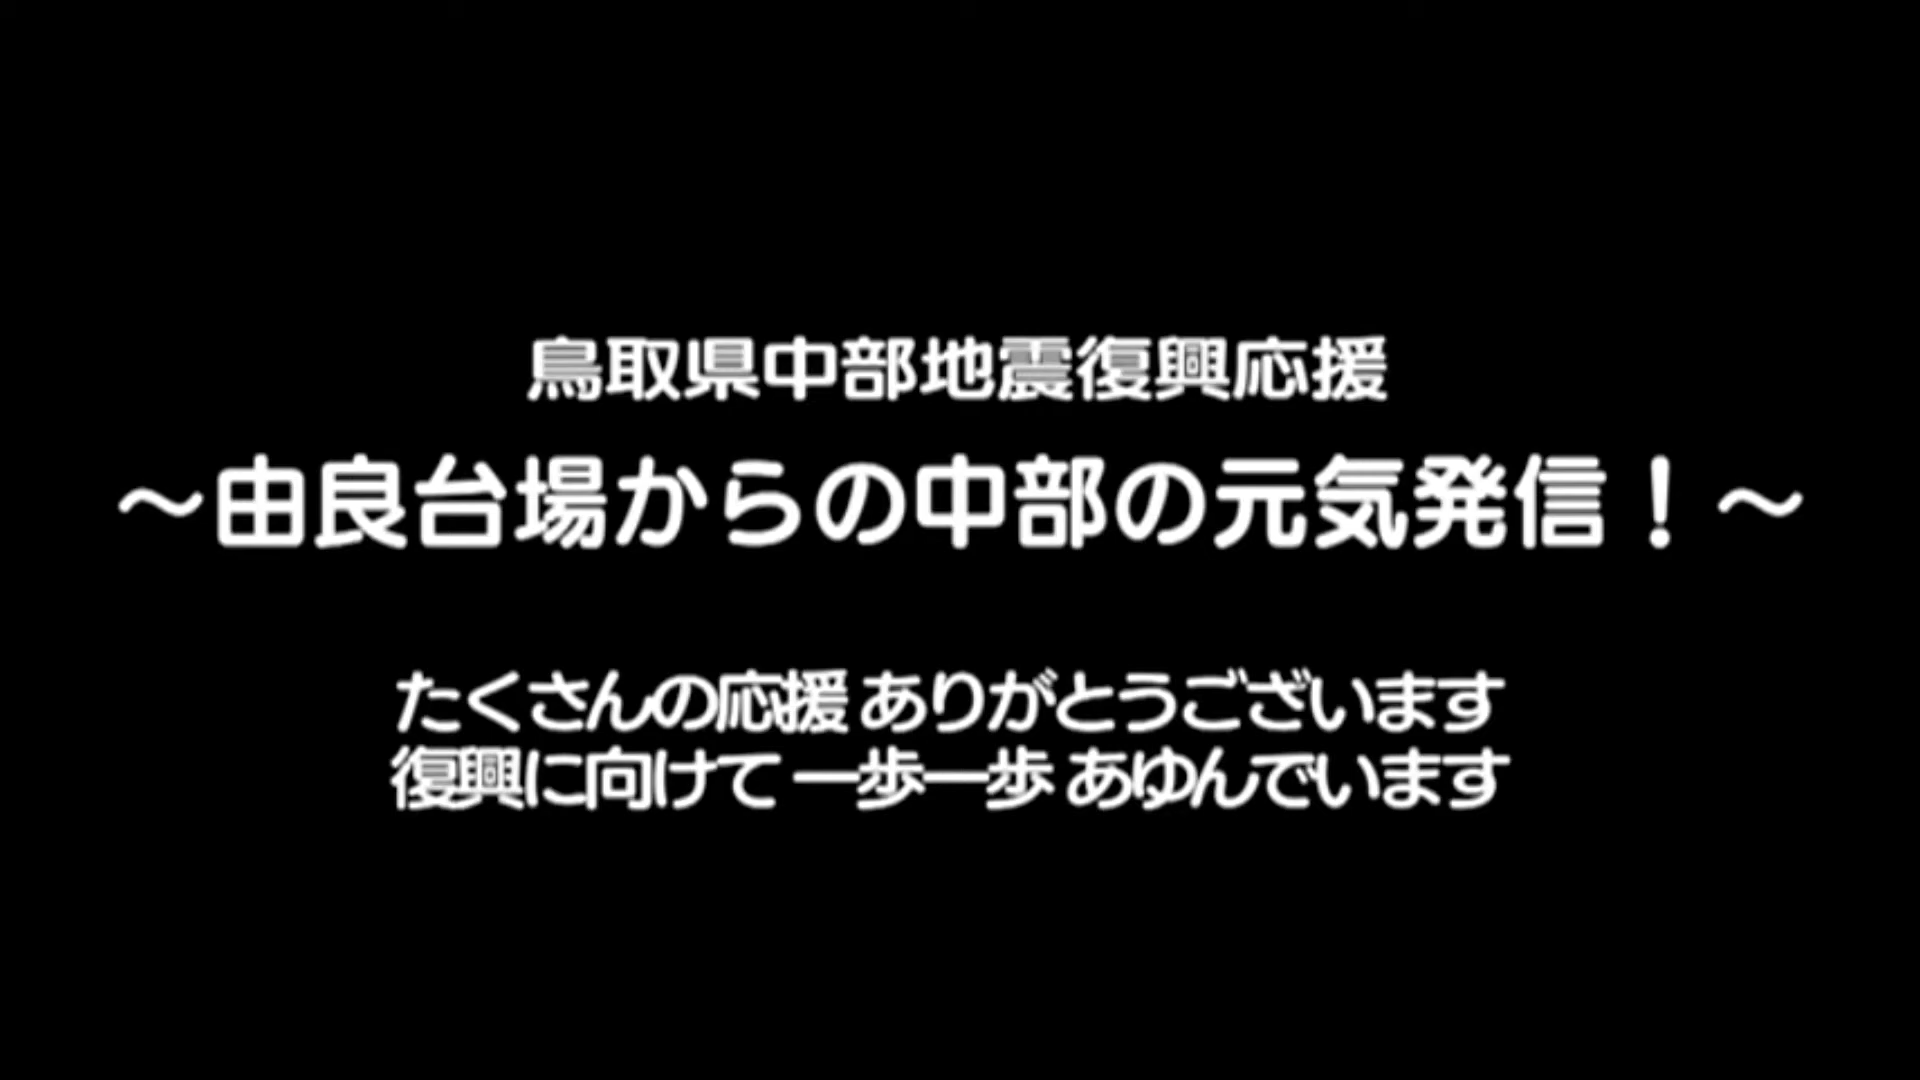 鳥取県中部地震復興応援
～由良台場からの中部の元気発信！～
たくさんの応援 ありがとうございます
復興に向けて 一歩一歩 あゆんでいます